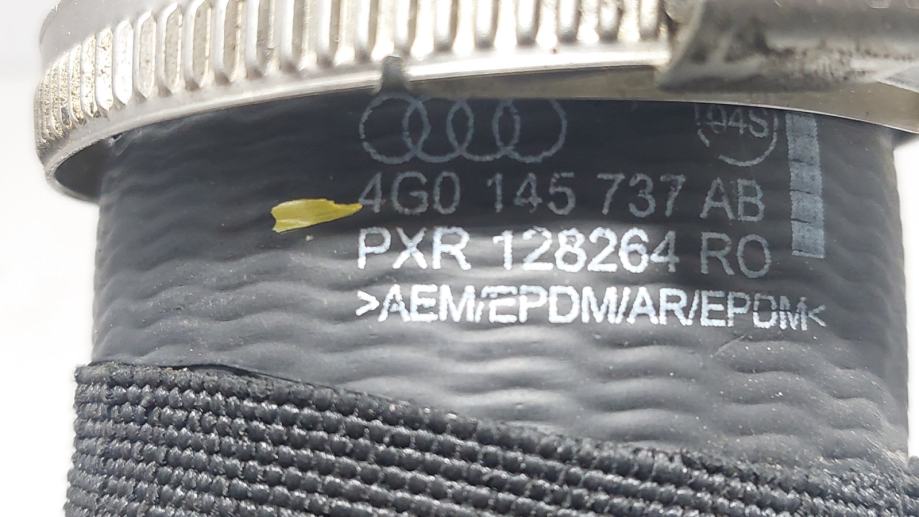 4G0 145 737 AB
PXR 128264 RO
>AEM/EPDM/AR/EPDM<